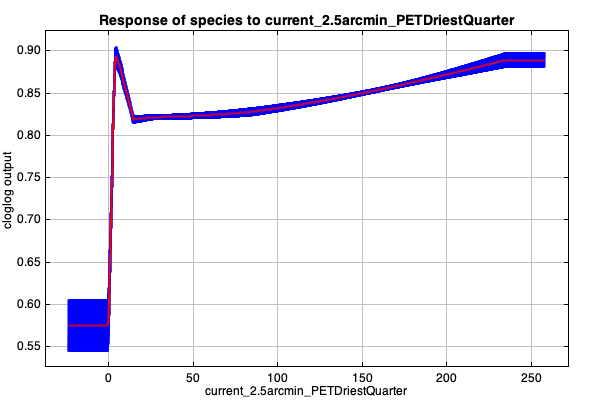 Response of species to current_2.5arcmin_PETDriestQuarter
cloglog output
0.90
0.85
0.80
0.75
0.70
0.65
0.60
0.55
0 50 100 150 200 250
current_2.5arcmin_PETDriestQuarter